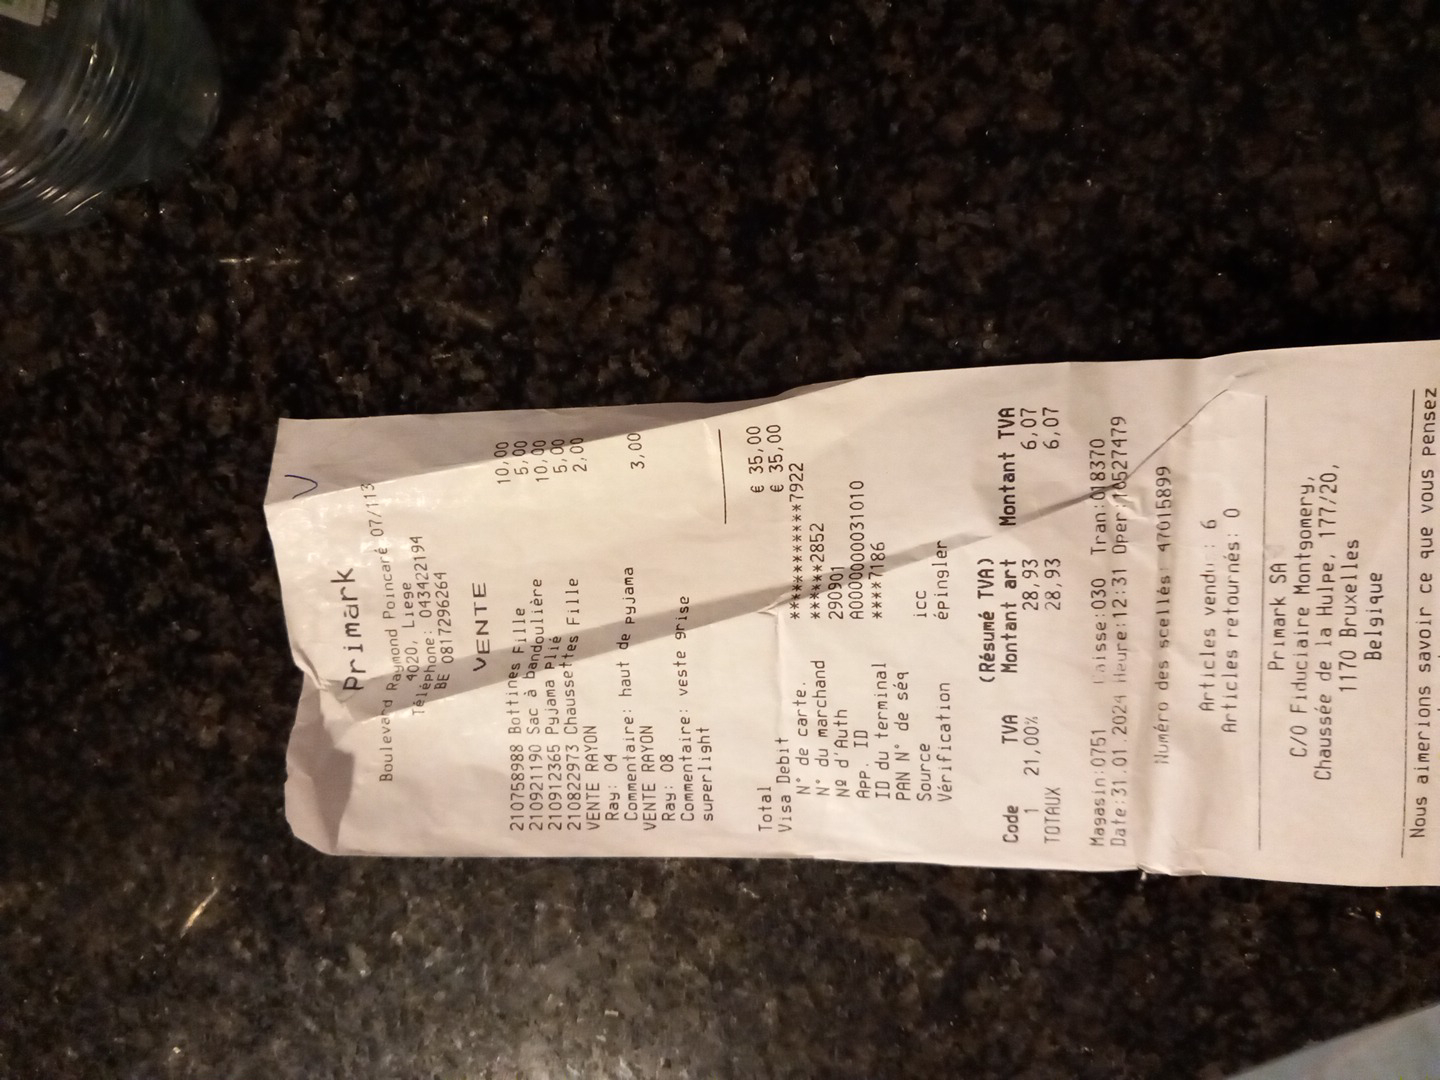 PRIMARK
Boulevard Raymond Poincaré 07/113
4020, Liege
Téléphone: 043422194
BE 0817296264
VENTE
210758988 Bottines Fille 10,00
210921190 Sac à bandoulière 5,00
210912365 Pyjama Plié 10,00
210822973 Chaussettes Fille 5,00
VENTE RAYON 2,00
Ray: 04
Commentaire: haut de pyjama
VENTE RAYON 3,00
Ray: 08
Commentaire: veste grise
superlight
Total € 35,00
Visa Debit € 35,00
N° de carte. ************7922
N° du marchand ******2852
Nº d'Auth 290901
App. ID A0000000031010
ID du terminal ****7186
PAN N° de séq
Source icc
Vérification épingler
(Résumé TVA)
Code TVA Montant art Montant TVA
1 21,00% 28,93 6,07
TOTAUX 28,93 6,07
Magasin:0751 Caisse:030 Tran:018370
Date:31.01.2024 Heure:12:31 Oper:10527479
Numéro des scellés: 47015899
Articles vendus: 6
Articles retournés: 0
Primark SA
C/O Fiduciaire Montgomery,
Chaussée de la Hulpe, 177/20,
1170 Bruxelles
Belgique
Nous aimerions savoir ce que vous pensez